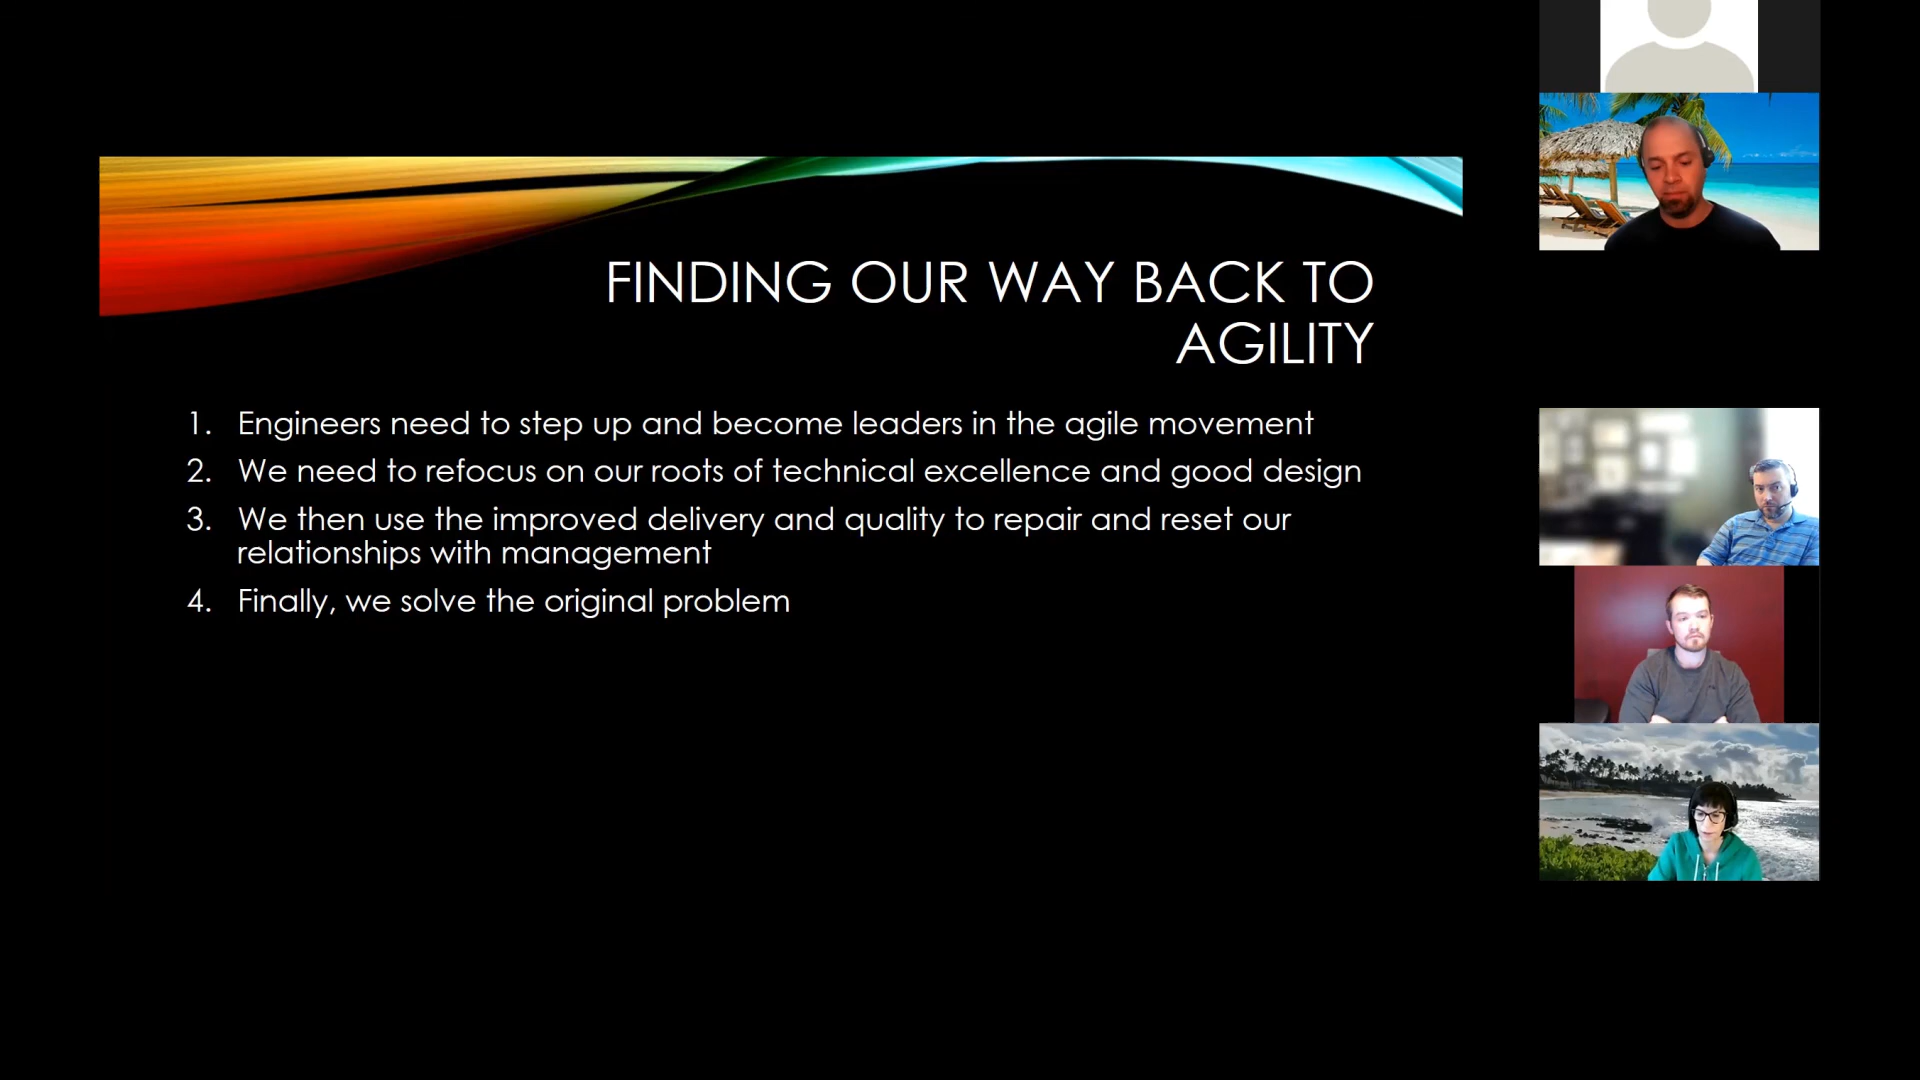 FINDING OUR WAY BACK TO
AGILITY
1. Engineers need to step up and become leaders in the agile movement
2. We need to refocus on our roots of technical excellence and good design
3. We then use the improved delivery and quality to repair and reset our
relationships with management
4. Finally, we solve the original problem